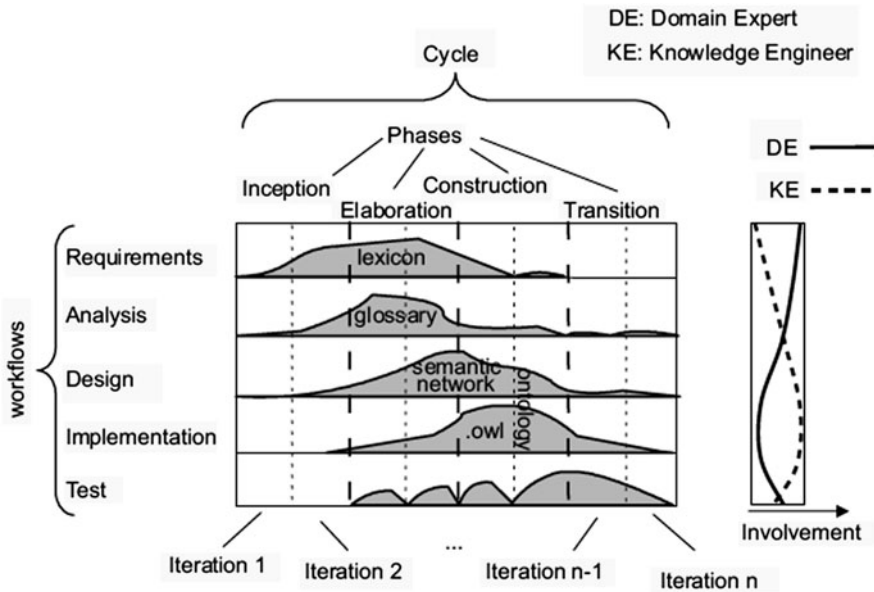 DE: Domain Expert
KE: Knowledge Engineer
Cycle
Phases
Inception
Construction
Elaboration
Transition
DE
KE
workflows
Requirements
lexicon
Analysis
glossary
Design
semantic
network
ontology
Implementation
.owl
Test
Involvement
Iteration 1
Iteration 2
...
Iteration n-1
Iteration n